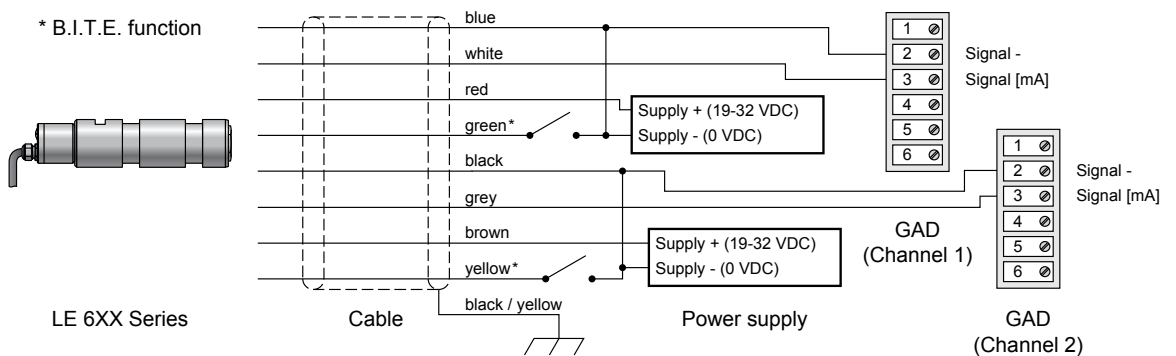 * B.I.T.E. function
blue
white
red
green*
black
grey
brown
yellow*
black / yellow
Supply + (19-32 VDC)
Supply - (0 VDC)
Supply + (19-32 VDC)
Supply - (0 VDC)
1
2
3
4
5
6
Signal -
Signal [mA]
GAD
(Channel 1)
1
2
3
4
5
6
Signal -
Signal [mA]
LE 6XX Series
Cable
Power supply
GAD
(Channel 2)